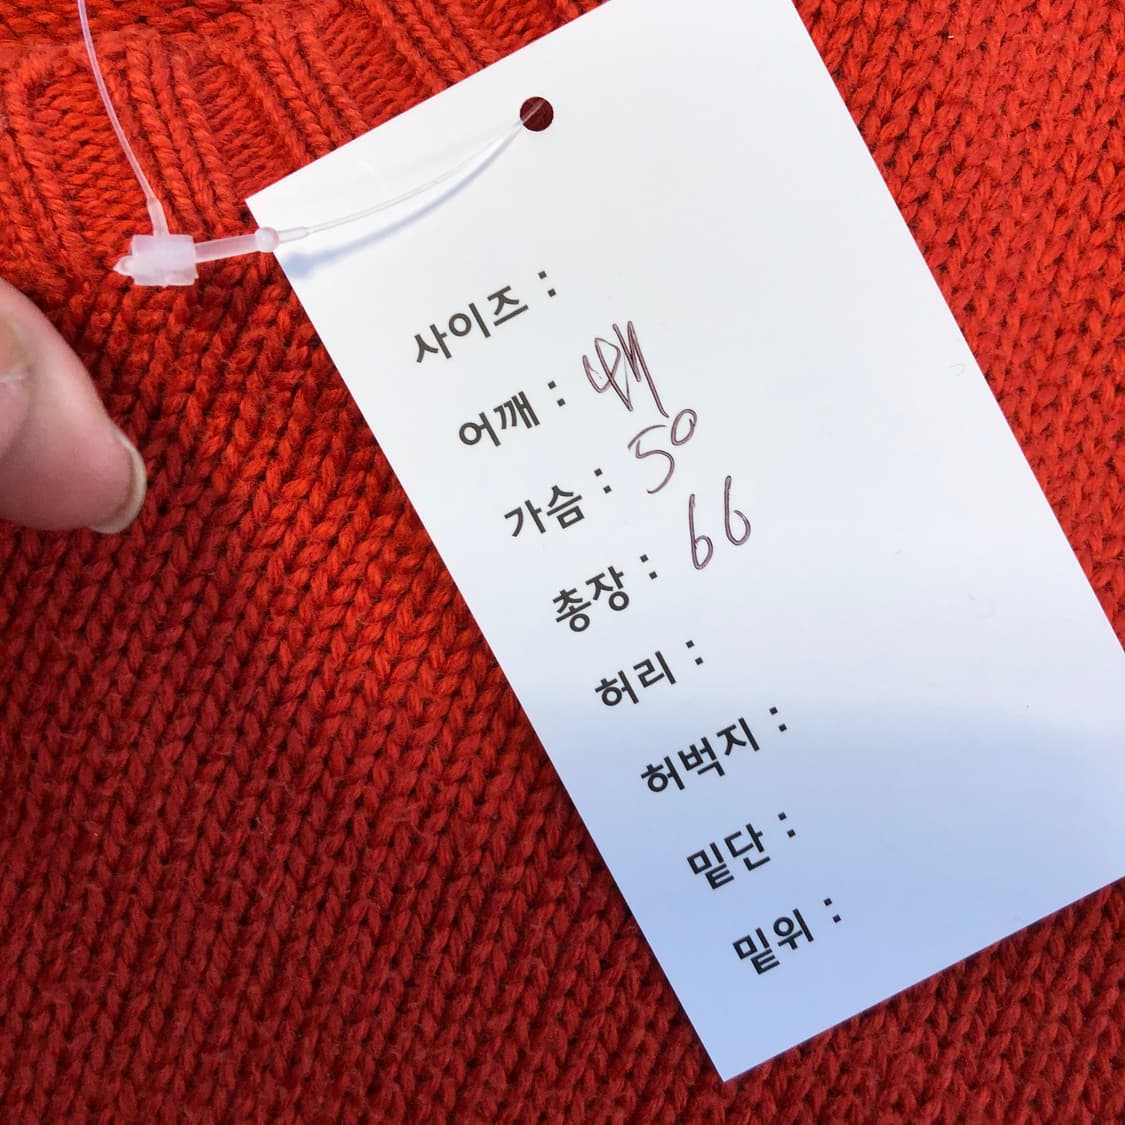 사이즈 :
어깨 :
가슴 : 50
총장 : 66
허리 :
허벅지 :
밑단 :
밑위 :